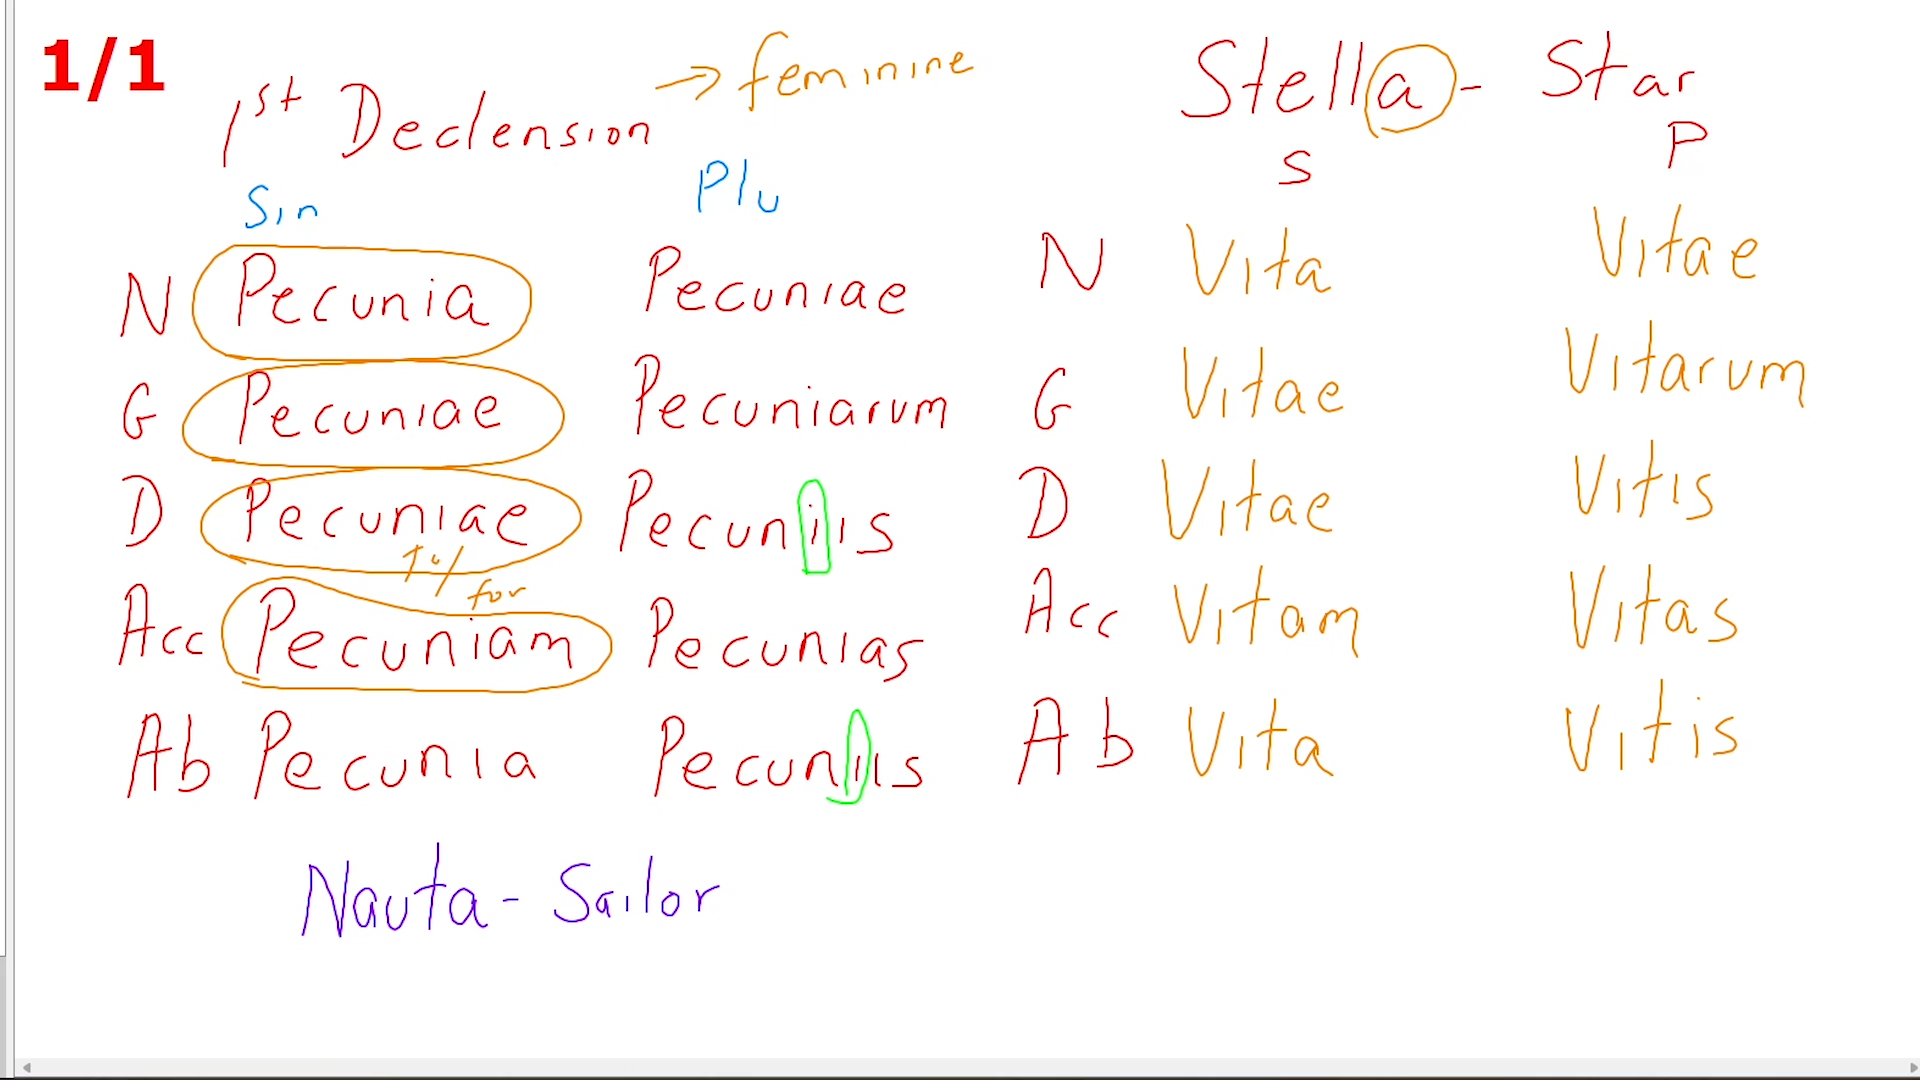 1/1
1st Declension → feminine
Sin Plu
N Pecunia Pecuniae
G Pecuniae Pecuniarum
D Pecuniae Pecuniis
to/for
Acc Pecuniam Pecunias
Ab Pecunia Pecuniis
Nauta - Sailor
Stella - Star
S P
N Vita Vitae
G Vitae Vitarum
D Vitae Vitis
Acc Vitam Vitas
Ab Vita Vitis